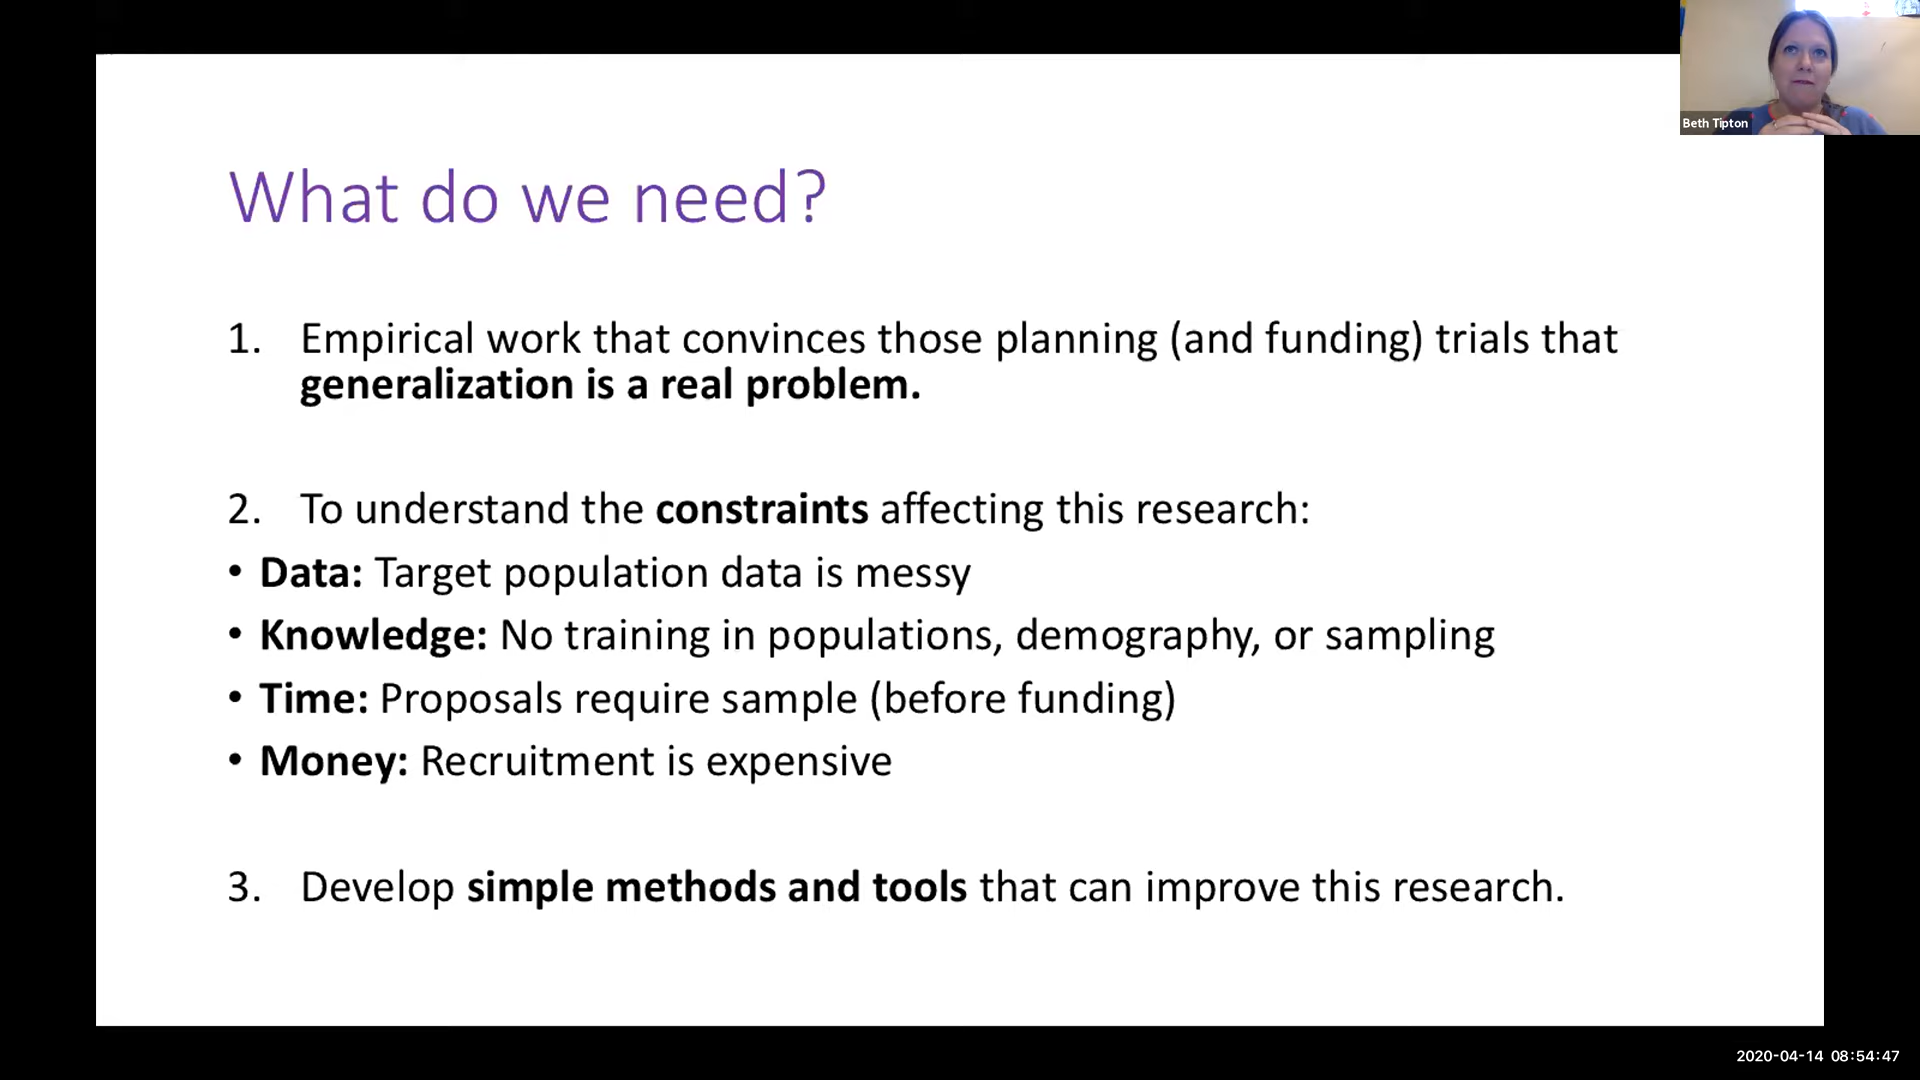 Beth Tipton
What do we need?
1. Empirical work that convinces those planning (and funding) trials that
generalization is a real problem.
2. To understand the constraints affecting this research:
• Data: Target population data is messy
• Knowledge: No training in populations, demography, or sampling
• Time: Proposals require sample (before funding)
• Money: Recruitment is expensive
3. Develop simple methods and tools that can improve this research.
2020-04-14 08:54:47